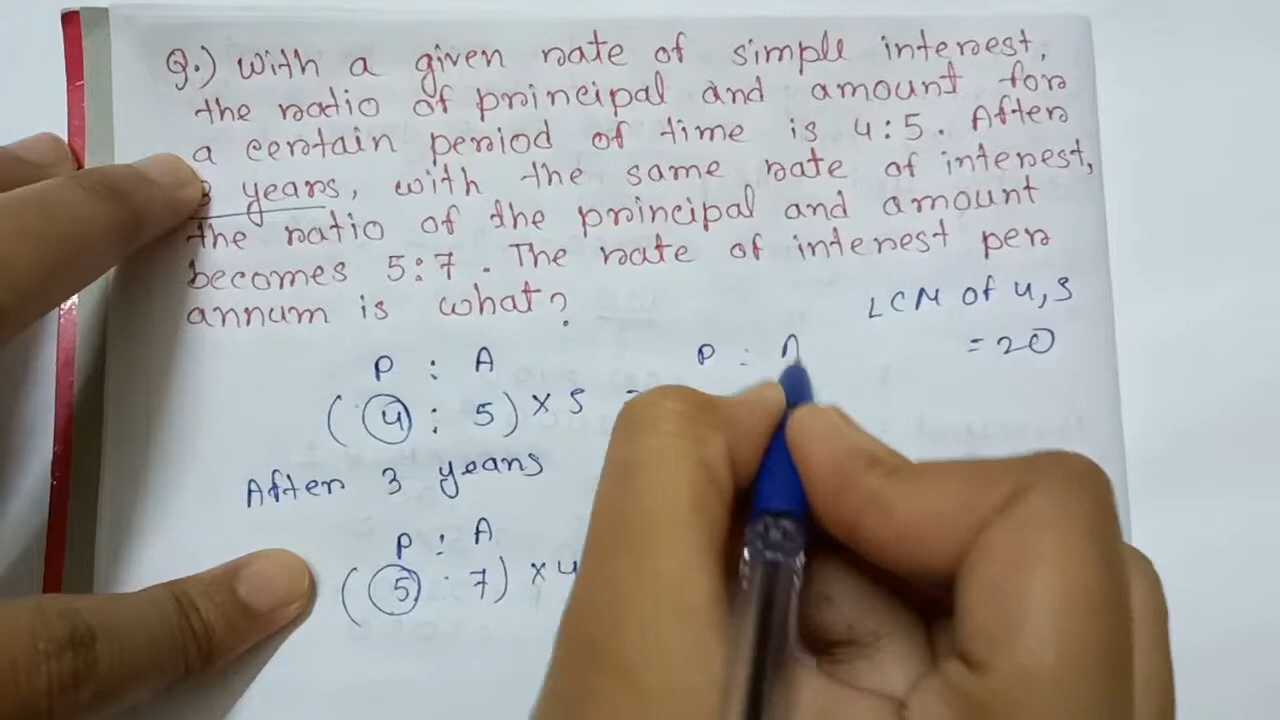 Q.) With a given rate of simple interest,
the ratio of principal and amount for
a certain period of time is 4:5. After
3 years, with the same rate of interest,
the ratio of the principal and amount
becomes 5:7. The rate of interest per
annum is what?
LCM of 4,5
= 20
P : A P : A
(4 : 5) × 5 =
After 3 years
P : A
(5 : 7) × 4